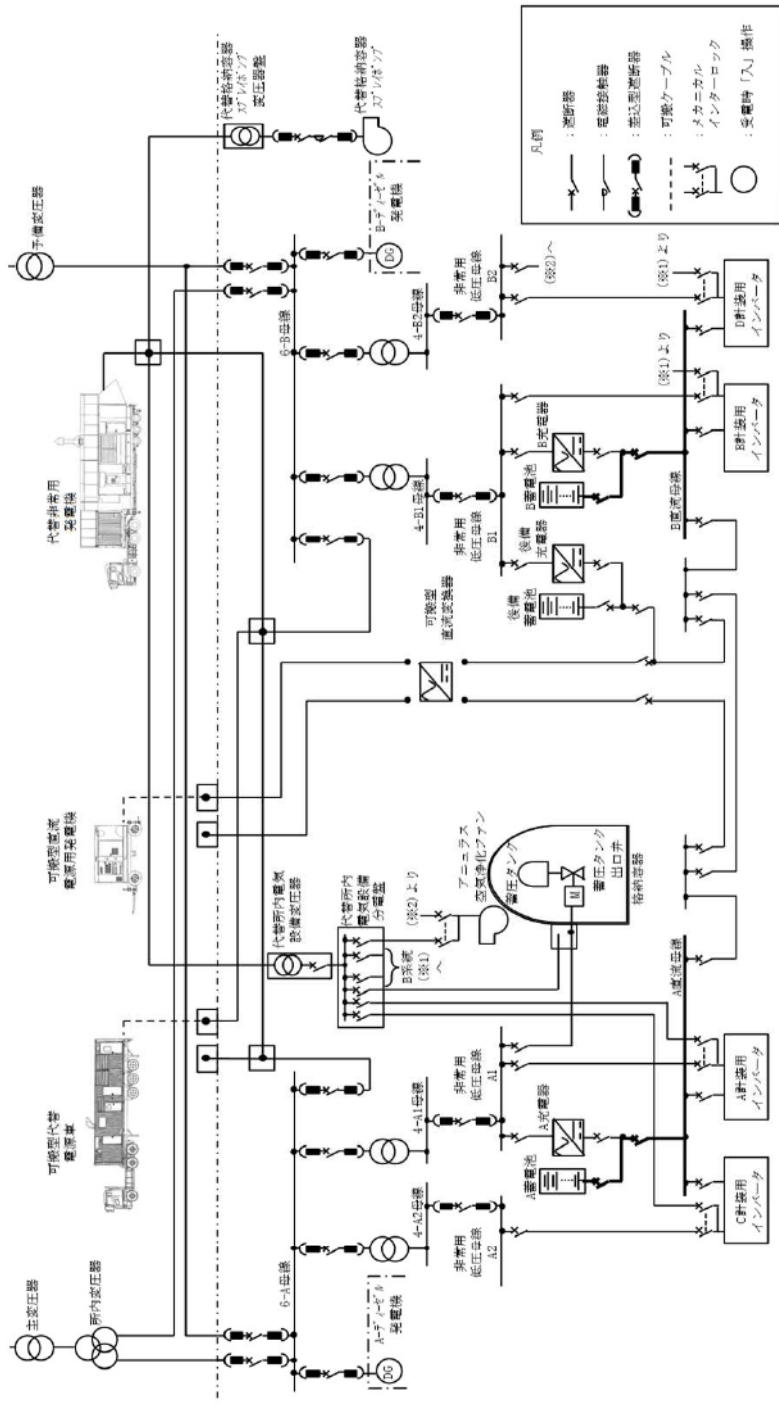 主変圧器
所内変圧器
可搬型代替
電源車
可搬型直流
電源用発電機
代替非常用
発電機
予備変圧器
代替格納容器
スプレイポンプ
変圧器盤
代替格納容器
スプレイポンプ
A-ディーゼル
発電機
DG
6-A母線
4-A2母線
4-A1母線
非常用
低圧母線
A2
非常用
低圧母線
A1
A蓄電池
A充電器
A直流母線
C計装用
インバータ
A計装用
インバータ
代替所内電気
設備変圧器
代替所内
電気設備
分電盤
B系統
(※1)
へ
(※2)より
アニュラス
空気浄化ファン
蓄圧タンク
M
蓄圧タンク
出口弁
格納容器
可搬型
直流変換器
6-B母線
B-ディーゼル
発電機
DG
4-B1母線
4-B2母線
非常用
低圧母線
B1
非常用
低圧母線
B2
(※2)へ
後備
蓄電池
後備
充電器
B蓄電池
B充電器
B直流母線
(※1)より
(※1)より
B計装用
インバータ
D計装用
インバータ
凡例
：遮断器
：電磁接触器
：差込型遮断器
：可搬ケーブル
：メカニカル
インターロック
：受電時「入」操作